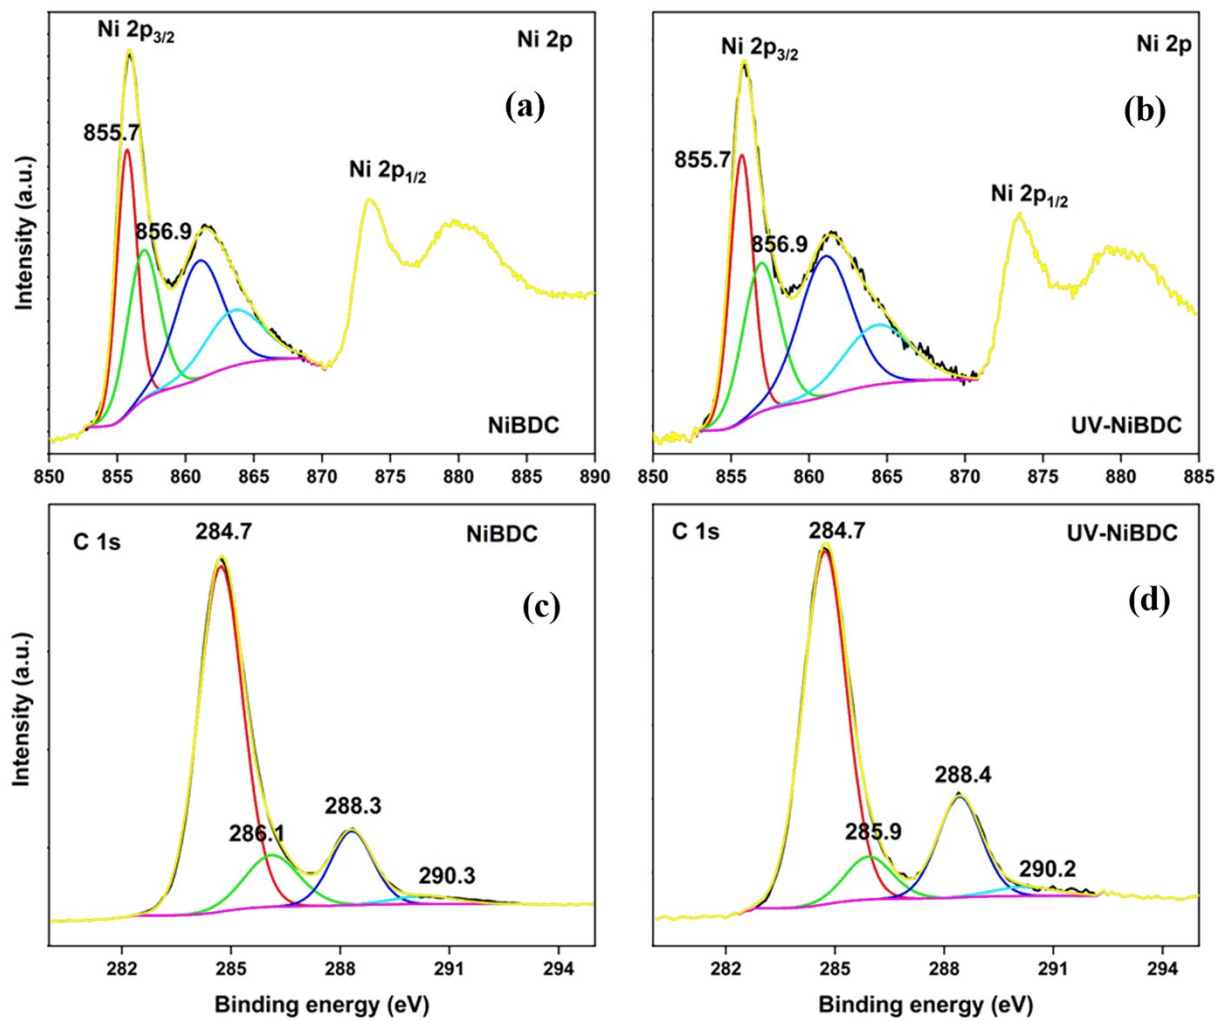 Ni 2p3/2
Ni 2p
(a)
855.7
856.9
Ni 2p1/2
NiBDC
Intensity (a.u.)
850 855 860 865 870 875 880 885 890
Ni 2p3/2
Ni 2p
(b)
855.7
856.9
Ni 2p1/2
UV-NiBDC
850 855 860 865 870 875 880 885
C 1s
284.7
NiBDC
(c)
288.3
286.1
290.3
Intensity (a.u.)
282 285 288 291 294
Binding energy (eV)
C 1s
284.7
UV-NiBDC
(d)
288.4
285.9
290.2
282 285 288 291 294
Binding energy (eV)